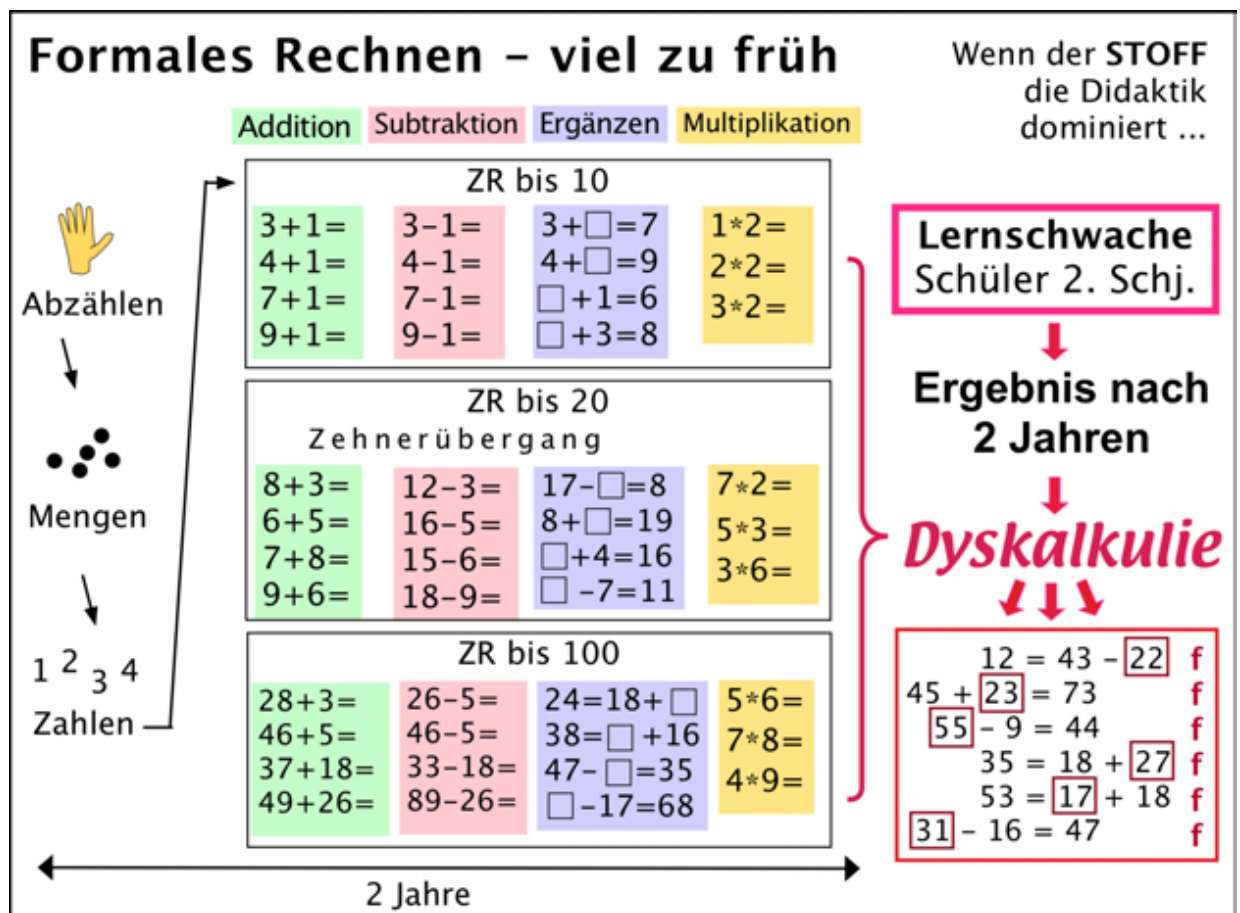 Formales Rechnen – viel zu früh
Wenn der STOFF
die Didaktik
dominiert ...
Addition Subtraktion Ergänzen Multiplikation
Abzählen
Mengen
1 2 3 4
Zahlen
ZR bis 10
3+1= 3-1= 3+□=7 1*2=
4+1= 4-1= 4+□=9 2*2=
7+1= 7-1= □+1=6 3*2=
9+1= 9-1= □+3=8
ZR bis 20
Zehnerübergang
8+3= 12-3= 17-□=8 7*2=
6+5= 16-5= 8+□=19 5*3=
7+8= 15-6= □+4=16 3*6=
9+6= 18-9= □-7=11
ZR bis 100
28+3= 26-5= 24=18+□ 5*6=
46+5= 46-5= 38=□+16 7*8=
37+18= 33-18= 47-□=35 4*9=
49+26= 89-26= □-17=68
2 Jahre
Lernschwache
Schüler 2. Schj.
Ergebnis nach
2 Jahren
Dyskalkulie
12 = 43 - 22 f
45 + 23 = 73 f
55 - 9 = 44 f
35 = 18 + 27 f
53 = 17 + 18 f
31 - 16 = 47 f